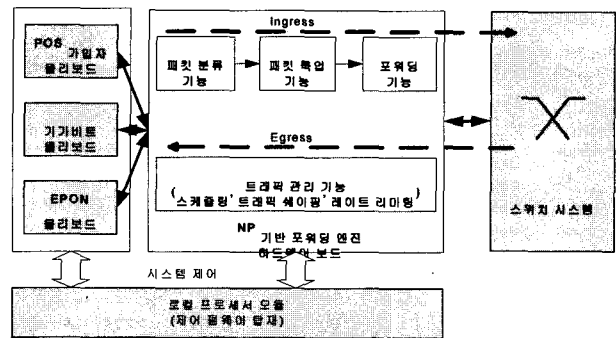 POS 가입자
물리보드
기가비트
물리보드
EPON
물리보드
Ingress
패킷 분류
기능
패킷 룩업
기능
포워딩
기능
Egress
트래픽 관리 기능
(스케쥴링, 트래픽 쉐이핑, 레이트 리마킹)
NP 기반 포워딩 엔진
하드웨어 보드
스위치 시스템
시스템 제어
로컬 프로세서 모듈
(제어 펌웨어 탑재)